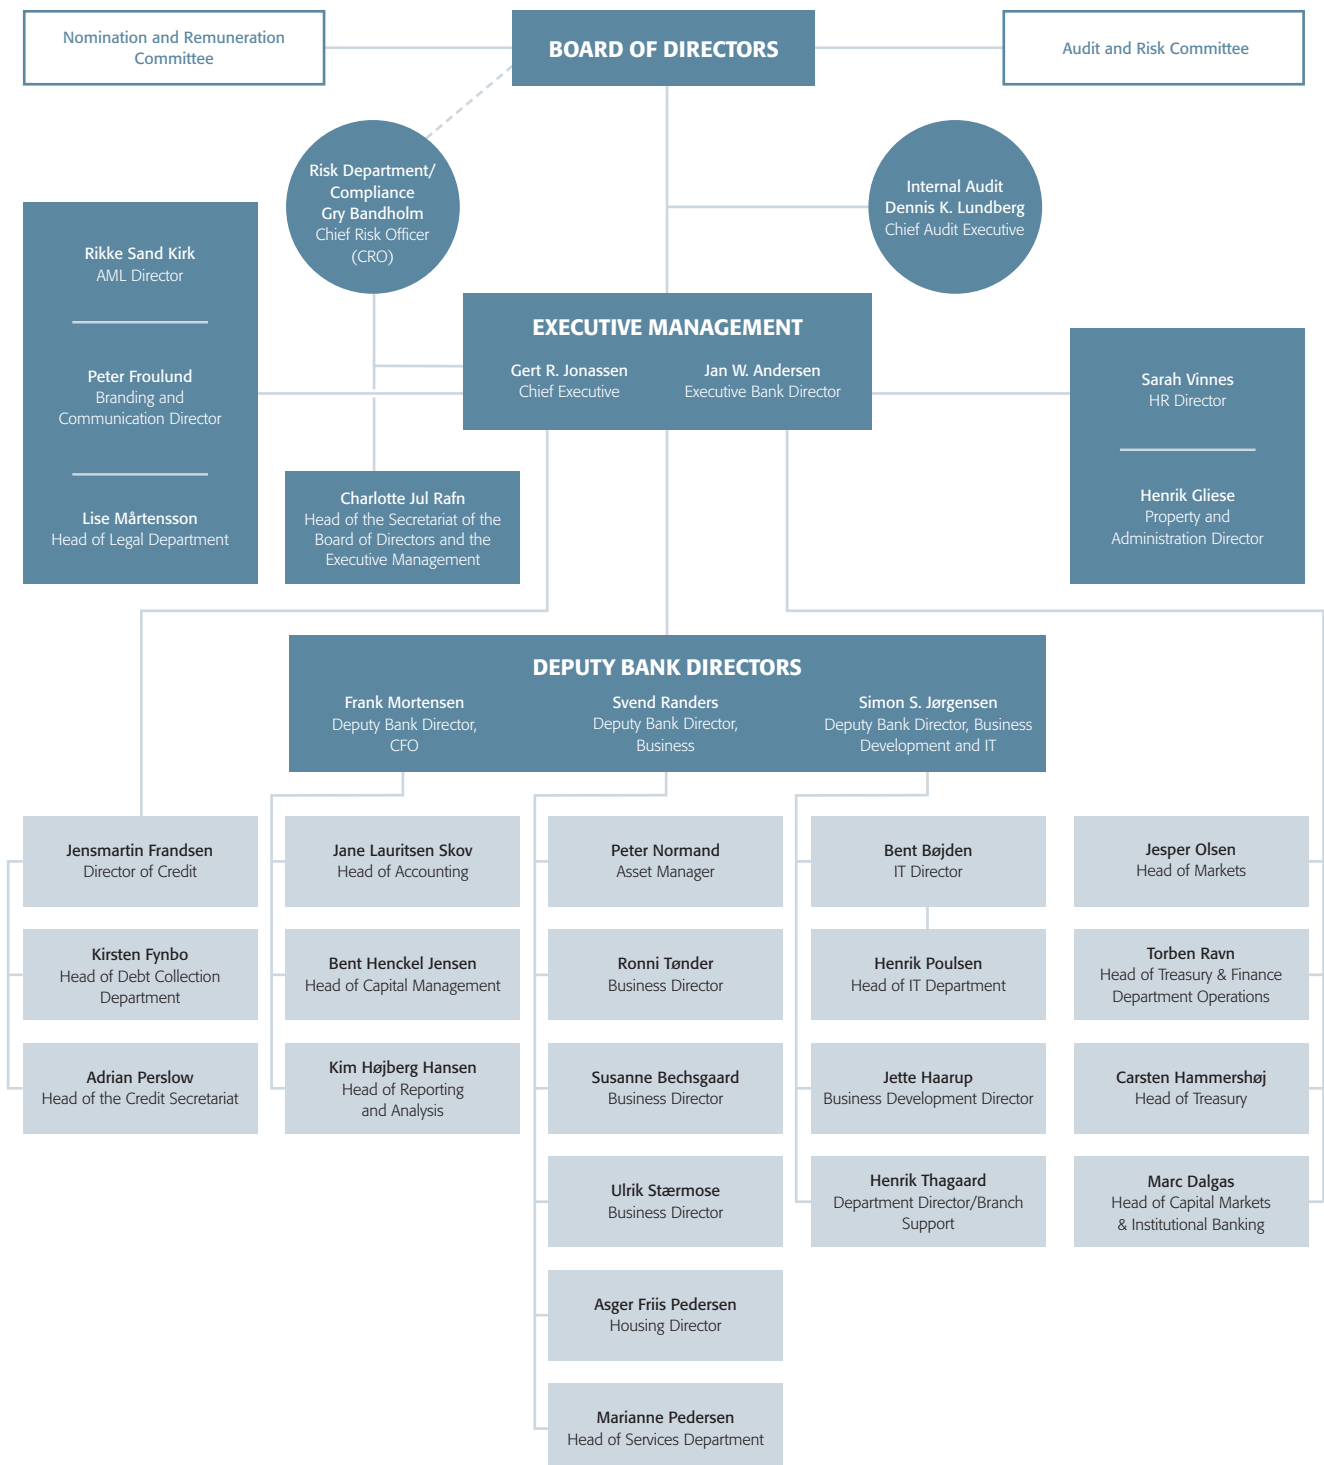 Nomination and Remuneration
Committee
BOARD OF DIRECTORS
Audit and Risk Committee
Risk Department/
Compliance
Gry Bandholm
Chief Risk Officer
(CRO)
Internal Audit
Dennis K. Lundberg
Chief Audit Executive
Rikke Sand Kirk
AML Director
Peter Froulund
Branding and
Communication Director
Lise Mårtensson
Head of Legal Department
EXECUTIVE MANAGEMENT
Gert R. Jonassen
Chief Executive
Jan W. Andersen
Executive Bank Director
Sarah Vinnes
HR Director
Henrik Gliese
Property and
Administration Director
Charlotte Jul Rafn
Head of the Secretariat of the
Board of Directors and the
Executive Management
DEPUTY BANK DIRECTORS
Frank Mortensen
Deputy Bank Director,
CFO
Svend Randers
Deputy Bank Director,
Business
Simon S. Jørgensen
Deputy Bank Director, Business
Development and IT
Jensmartin Frandsen
Director of Credit
Kirsten Fynbo
Head of Debt Collection
Department
Adrian Perslow
Head of the Credit Secretariat
Jane Lauritsen Skov
Head of Accounting
Bent Henckel Jensen
Head of Capital Management
Kim Højberg Hansen
Head of Reporting
and Analysis
Peter Normand
Asset Manager
Ronni Tønder
Business Director
Susanne Bechsgaard
Business Director
Ulrik Stærmose
Business Director
Asger Friis Pedersen
Housing Director
Marianne Pedersen
Head of Services Department
Bent Bøjden
IT Director
Henrik Poulsen
Head of IT Department
Jette Haarup
Business Development Director
Henrik Thagaard
Department Director/Branch
Support
Jesper Olsen
Head of Markets
Torben Ravn
Head of Treasury & Finance
Department Operations
Carsten Hammershøj
Head of Treasury
Marc Dalgas
Head of Capital Markets
& Institutional Banking